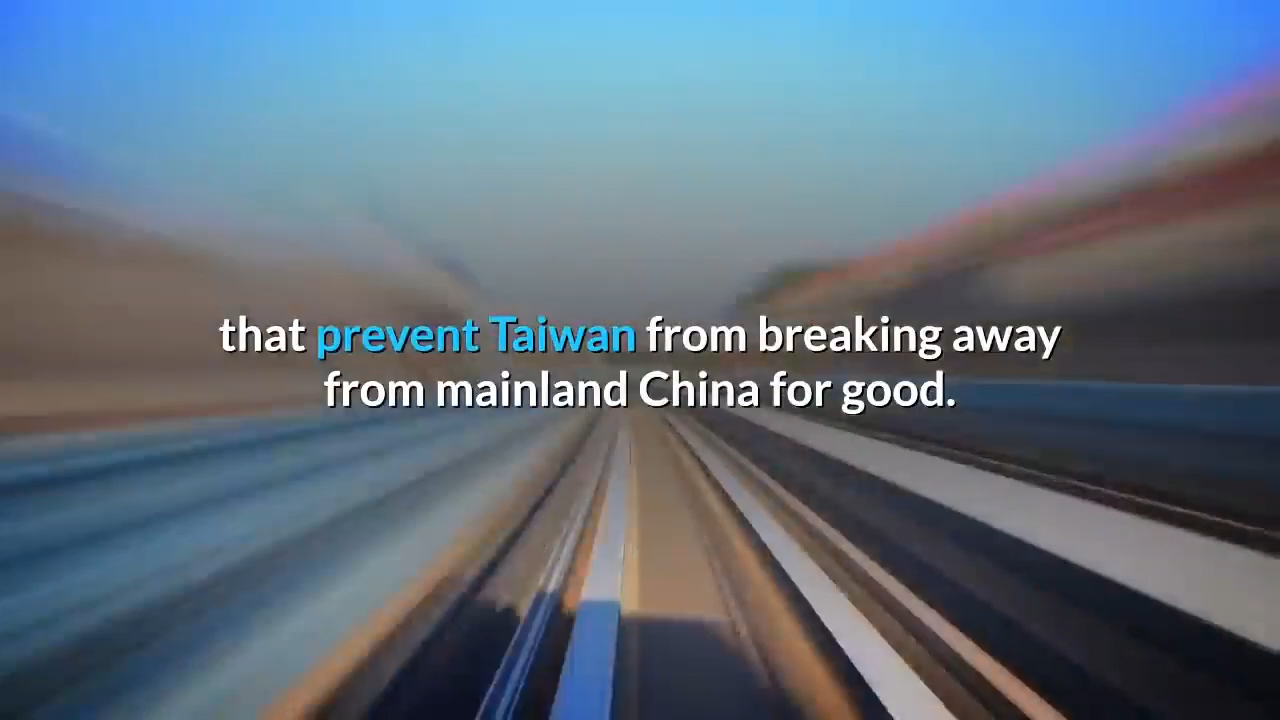 that prevent Taiwan from breaking away
from mainland China for good.